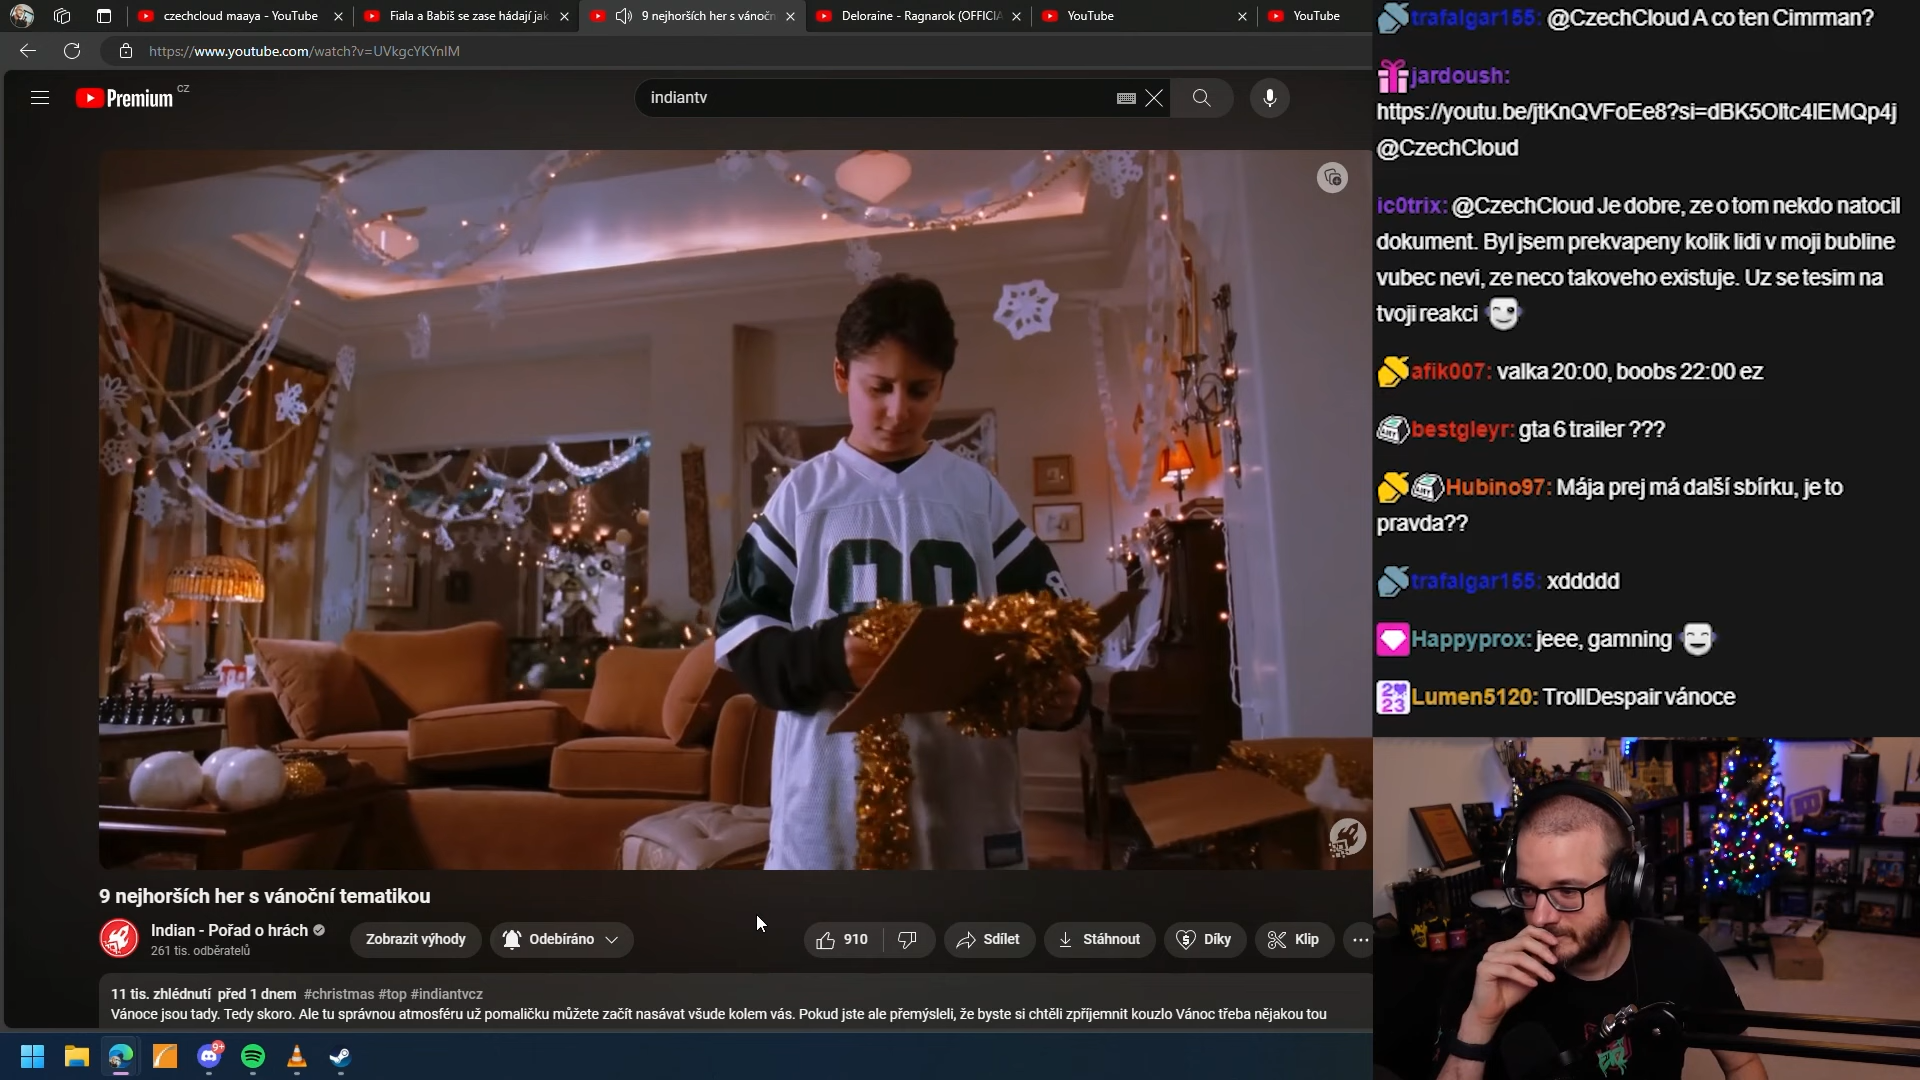 czechcloud maaya - YouTube
Fiala a Babiš se zase hádají jak
9 nejhorších her s vánočn
Deloraine - Ragnarok (OFFICIA
YouTube
YouTube
https://www.youtube.com/watch?v=UVkgcYKYnIM
Premium CZ
indiantv
9 nejhorších her s vánoční tematikou
Indian - Pořad o hrách
261 tis. odběratelů
Zobrazit výhody
Odebíráno
910
Sdílet
Stáhnout
Díky
Klip
11 tis. zhlédnutí před 1 dnem #christmas #top #indiantvcz
Vánoce jsou tady. Tedy skoro. Ale tu správnou atmosféru už pomaličku můžete začít nasávat všude kolem vás. Pokud jste ale přemýšleli, že byste si chtěli zpříjemnit kouzlo Vánoc třeba nějakou tou
9+
trafalgar155: @CzechCloud A co ten Cimrman?
jardoush:
https://youtu.be/jtKnQVFoEe8?si=dBK5Oltc4lEMQp4j
@CzechCloud
ic0trix: @CzechCloud Je dobre, ze o tom nekdo natocil
dokument. Byl jsem prekvapeny kolik lidi v moji bubline
vubec nevi, ze neco takoveho existuje. Uz se tesim na
tvoji reakci
afik007: valka 20:00, boobs 22:00 ez
bestgleyr: gta 6 trailer ???
Hubino97: Mája prej má další sbírku, je to
pravda??
trafalgar155: xddddd
Happyprox: jeee, gamning
Lumen5120: TrollDespair vánoce